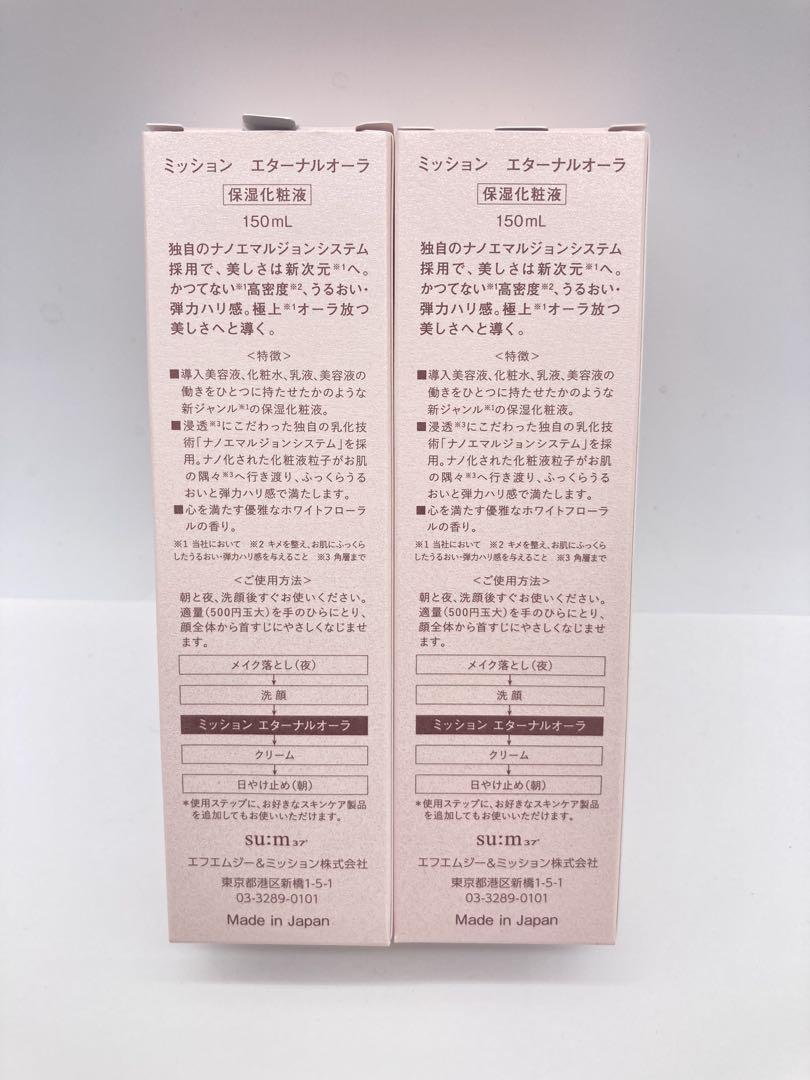 ミッション　エターナルオーラ
保湿化粧液
150mL
独自のナノエマルジョンシステム
採用で、美しさは新次元※1へ。
かつてない※1高密度※2、うるおい・
弾力ハリ感。極上※1オーラ放つ
美しさへと導く。
＜特徴＞
■導入美容液、化粧水、乳液、美容液の
働きをひとつに持たせたかのような
新ジャンル※1の保湿化粧液。
■浸透※3にこだわった独自の乳化技
術「ナノエマルジョンシステム」を採
用。ナノ化された化粧液粒子がお肌
の隅々※3へ行き渡り、ふっくらうる
おいと弾力ハリ感で満たします。
■心を満たす優雅なホワイトフローラ
ルの香り。
※1 当社において　※2 キメを整え、お肌にふっくら
したうるおい・弾力ハリ感を与えること　※3 角層まで
＜ご使用方法＞
朝と夜、洗顔後すぐお使いください。
適量（500円玉大）を手のひらにとり、
顔全体から首すじにやさしくなじませ
ます。
メイク落とし（夜）
洗顔
ミッション エターナルオーラ
クリーム
日やけ止め（朝）
*使用ステップに、お好きなスキンケア製品
を追加してもお使いいただけます。
su:m37°
エフエムジー&ミッション株式会社
東京都港区新橋1-5-1
03-3289-0101
Made in Japan
ミッション　エターナルオーラ
保湿化粧液
150mL
独自のナノエマルジョンシステム
採用で、美しさは新次元※1へ。
かつてない※1高密度※2、うるおい・
弾力ハリ感。極上※1オーラ放つ
美しさへと導く。
＜特徴＞
■導入美容液、化粧水、乳液、美容液の
働きをひとつに持たせたかのような
新ジャンル※1の保湿化粧液。
■浸透※3にこだわった独自の乳化技
術「ナノエマルジョンシステム」を採
用。ナノ化された化粧液粒子がお肌
の隅々※3へ行き渡り、ふっくらうる
おいと弾力ハリ感で満たします。
■心を満たす優雅なホワイトフローラ
ルの香り。
※1 当社において　※2 キメを整え、お肌にふっくら
したうるおい・弾力ハリ感を与えること　※3 角層まで
＜ご使用方法＞
朝と夜、洗顔後すぐお使いください。
適量（500円玉大）を手のひらにとり、
顔全体から首すじにやさしくなじませ
ます。
メイク落とし（夜）
洗顔
ミッション エターナルオーラ
クリーム
日やけ止め（朝）
*使用ステップに、お好きなスキンケア製品
を追加してもお使いいただけます。
su:m37°
エフエムジー&ミッション株式会社
東京都港区新橋1-5-1
03-3289-0101
Made in Japan